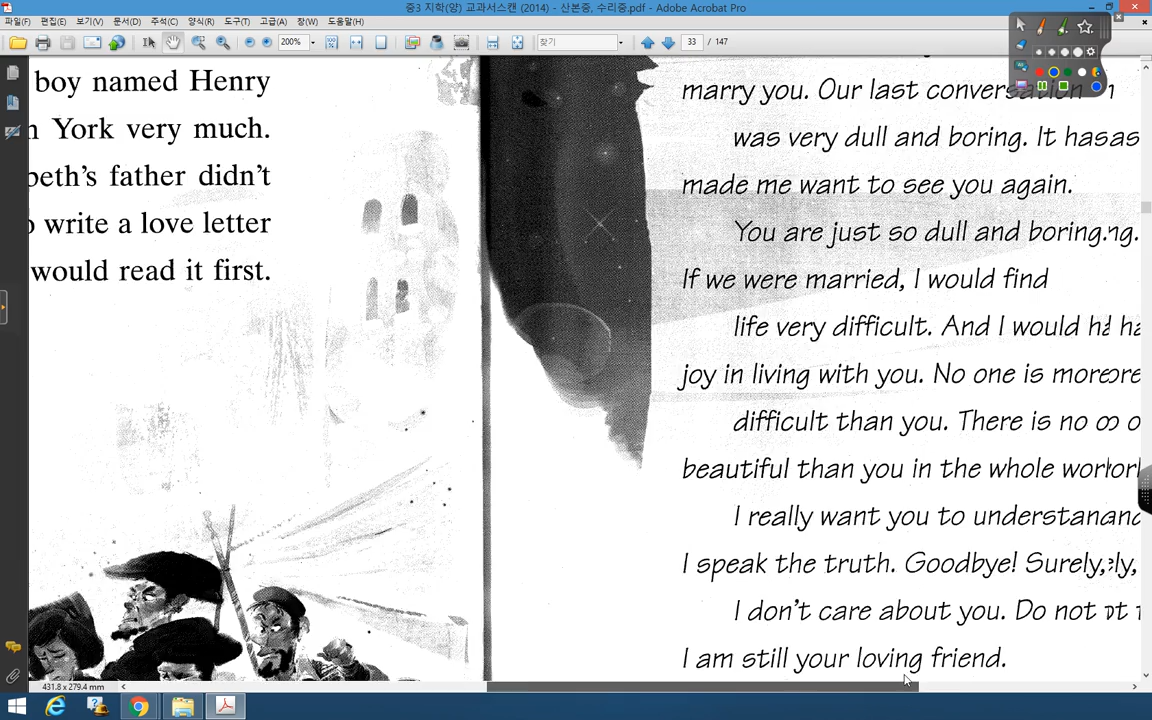 중3 지학(양) 교과서스캔 (2014) - 산본중, 수리중.pdf - Adobe Acrobat Pro
파일(F) 편집(E) 보기(V) 문서(D) 주석(C) 양식(R) 도구(T) 고급(A) 창(W) 도움말(H)
200% 찾기 33 / 147
boy named Henry
York very much.
beth's father didn't
write a love letter
would read it first.
marry you. Our last
was very dull and boring. It has
made me want to see you again.
You are just so dull and boring.
If we were married, I would find
life very difficult. And I would
joy in living with you. No one is more
difficult than you. There is no
beautiful than you in the whole
I really want you to
I speak the truth. Goodbye! Surely,
I don't care about you. Do not
I am still your loving friend.
431.8 x 279.4 mm